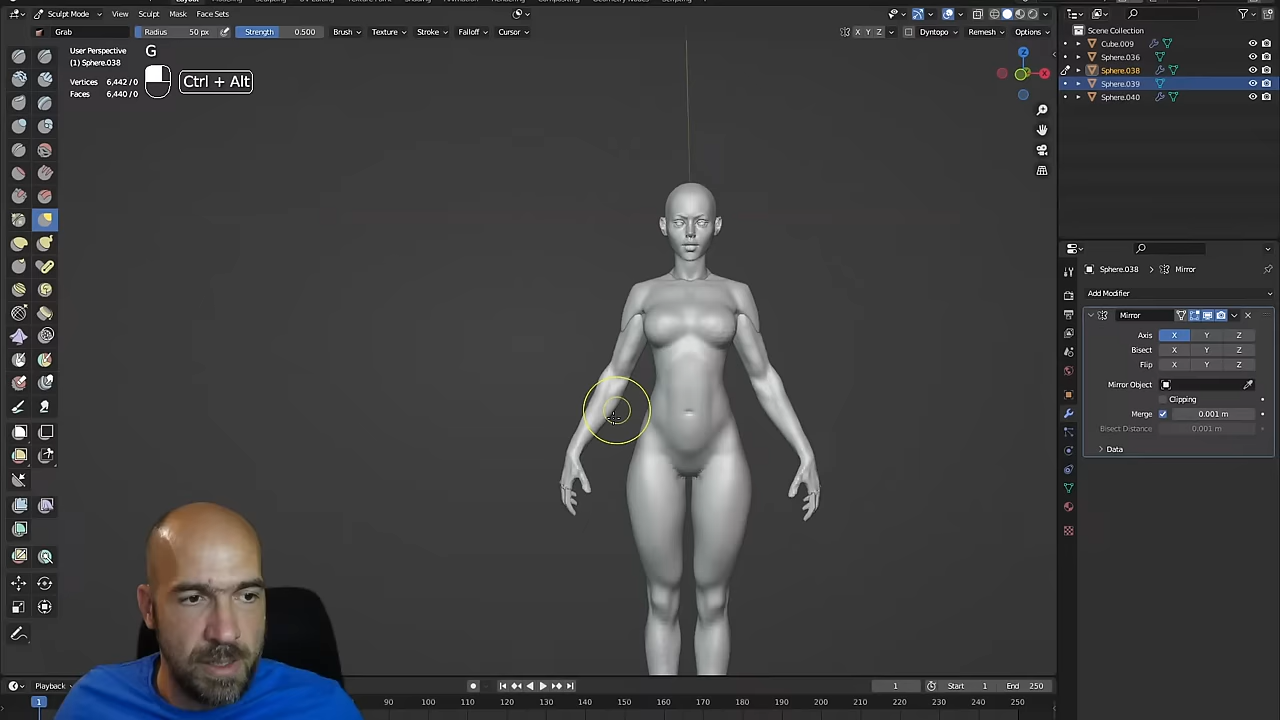 Sculpt Mode View Sculpt Mask Face Sets
Grab Radius 50 px Strength 0.500 Brush Texture Stroke Falloff Cursor X Y Z Dyntopo Remesh Options
User Perspective
(1) Sphere.038
Vertices 6,442/0
Faces 6,440/0
G
Ctrl + Alt
Z
X
Scene Collection
Cube.009
Sphere.036
Sphere.038
Sphere.039
Sphere.040
Sphere.038 > Mirror
Add Modifier
Mirror
Axis X Y Z
Bisect X Y Z
Flip X Y Z
Mirror Object
Clipping
Merge 0.001 m
Bisect Distance 0.001 m
Data
Playback 1 Start 1 End 250
1 90 100 110 120 130 140 150 160 170 180 190 200 210 220 230 240 250